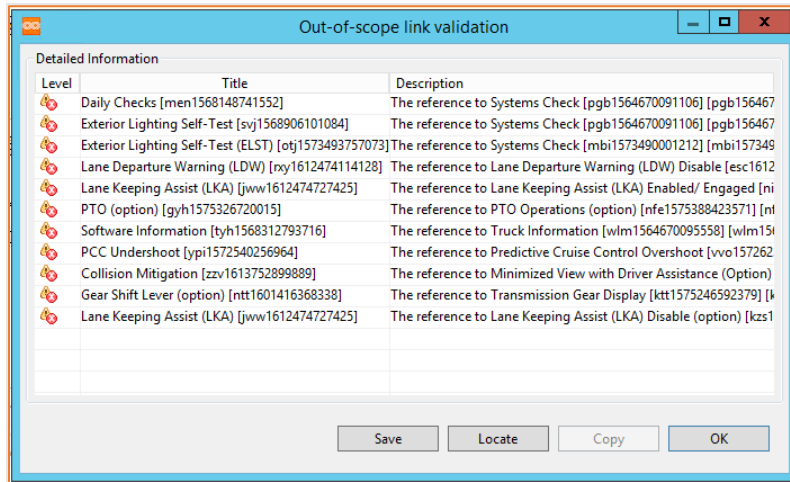 Out-of-scope link validation
Detailed Information
Level Title Description
Daily Checks [men1568148741552] The reference to Systems Check [pgb1564670091106] [pgb156467
Exterior Lighting Self-Test [svj1568906101084] The reference to Systems Check [pgb1564670091106] [pgb156467
Exterior Lighting Self-Test (ELST) [otj1573493757073] The reference to Systems Check [mbi1573490001212] [mbi157349
Lane Departure Warning (LDW) [rxy1612474114128] The reference to Lane Departure Warning (LDW) Disable [esc1612
Lane Keeping Assist (LKA) [jww1612474727425] The reference to Lane Keeping Assist (LKA) Enabled/ Engaged [ni
PTO (option) [gyh1575326720015] The reference to PTO Operations (option) [nfe1575388423571] [nf
Software Information [tyh1568312793716] The reference to Truck Information [wlm1564670095558] [wlm156
PCC Undershoot [ypi1572540256964] The reference to Predictive Cruise Control Overshoot [vvo157262
Collision Mitigation [zzv1613752899889] The reference to Minimized View with Driver Assistance (Option)
Gear Shift Lever (option) [ntt1601416368338] The reference to Transmission Gear Display [ktt1575246592379] [k
Lane Keeping Assist (LKA) [jww1612474727425] The reference to Lane Keeping Assist (LKA) Disable (option) [kzs1
Save Locate Copy OK